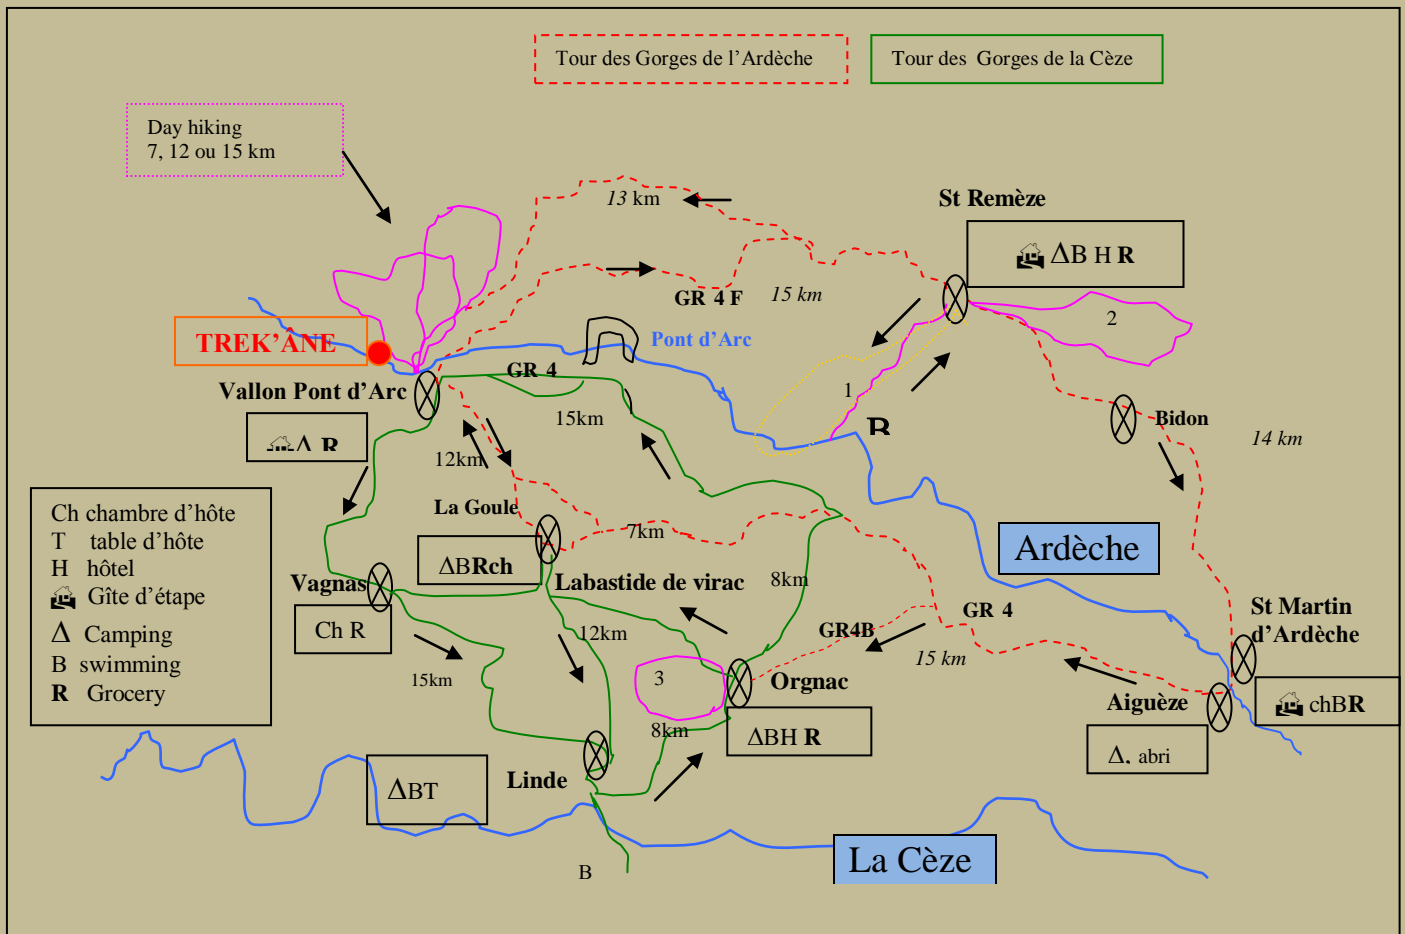 Tour des Gorges de l'Ardèche
Tour des Gorges de la Cèze
Day hiking
7, 12 ou 15 km
13 km
St Remèze
ΔB H R
GR 4 F
15 km
2
TREK'ÂNE
Pont d'Arc
GR 4
Vallon Pont d'Arc
1
B
15km
Bidon
14 km
Δ R
12km
La Goule
7km
Ardèche
Ch chambre d'hôte
T table d'hôte
H hôtel
Gîte d'étape
Δ Camping
B swimming
R Grocery
ΔBRch
Vagnas
Labastide de virac
8km
GR 4
St Martin
d'Ardèche
Ch R
12km
GR4B
15 km
15km
3
Orgnac
Aiguèze
chBR
8km
ΔBH R
Δ. abri
Linde
ΔBT
La Cèze
B